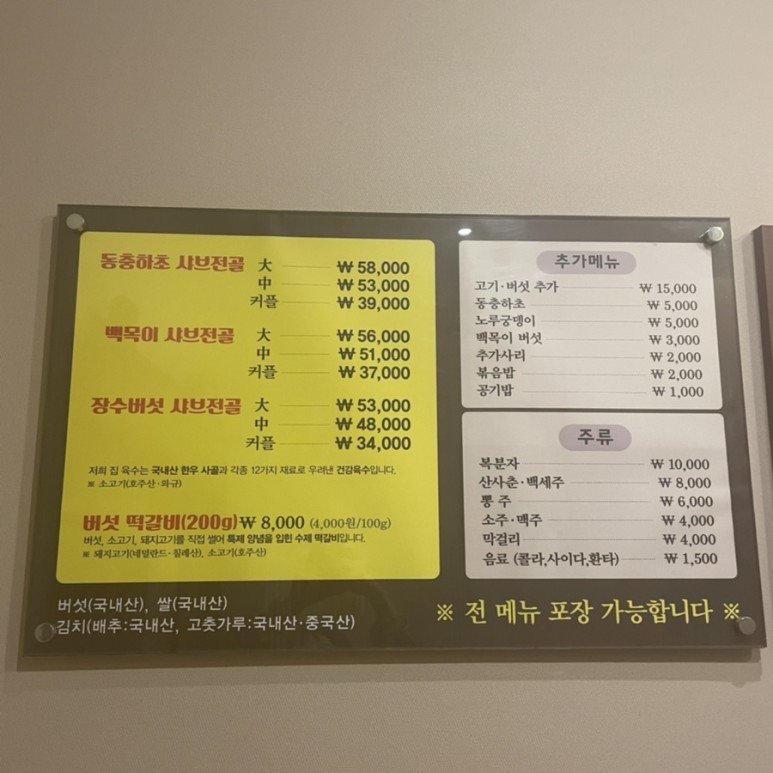 동충하초 샤브전골 大 ₩ 58,000
中 ₩ 53,000
커플 ₩ 39,000
백목이 샤브전골 大 ₩ 56,000
中 ₩ 51,000
커플 ₩ 37,000
장수버섯 샤브전골 大 ₩ 53,000
中 ₩ 48,000
커플 ₩ 34,000
저희 집 육수는 국내산 한우 사골과 각종 12가지 재료로 우려낸 건강육수입니다.
※ 소고기(호주산·와규)
버섯 떡갈비(200g) ₩ 8,000 (4,000원/100g)
버섯, 소고기, 돼지고기를 직접 썰어 특제 양념을 입힌 수제 떡갈비입니다.
※ 돼지고기(네덜란드·칠레산), 소고기(호주산)
추가메뉴
고기·버섯 추가 ₩ 15,000
동충하초 ₩ 5,000
노루궁뎅이 ₩ 5,000
백목이 버섯 ₩ 3,000
추가사리 ₩ 2,000
볶음밥 ₩ 2,000
공기밥 ₩ 1,000
주류
복분자 ₩ 10,000
산사춘·백세주 ₩ 8,000
통 주 ₩ 6,000
소주·맥주 ₩ 4,000
막걸리 ₩ 4,000
음료 (콜라,사이다,환타) ₩ 1,500
버섯(국내산), 쌀(국내산)
김치(배추:국내산, 고춧가루:국내산·중국산)
※ 전 메뉴 포장 가능합니다 ※